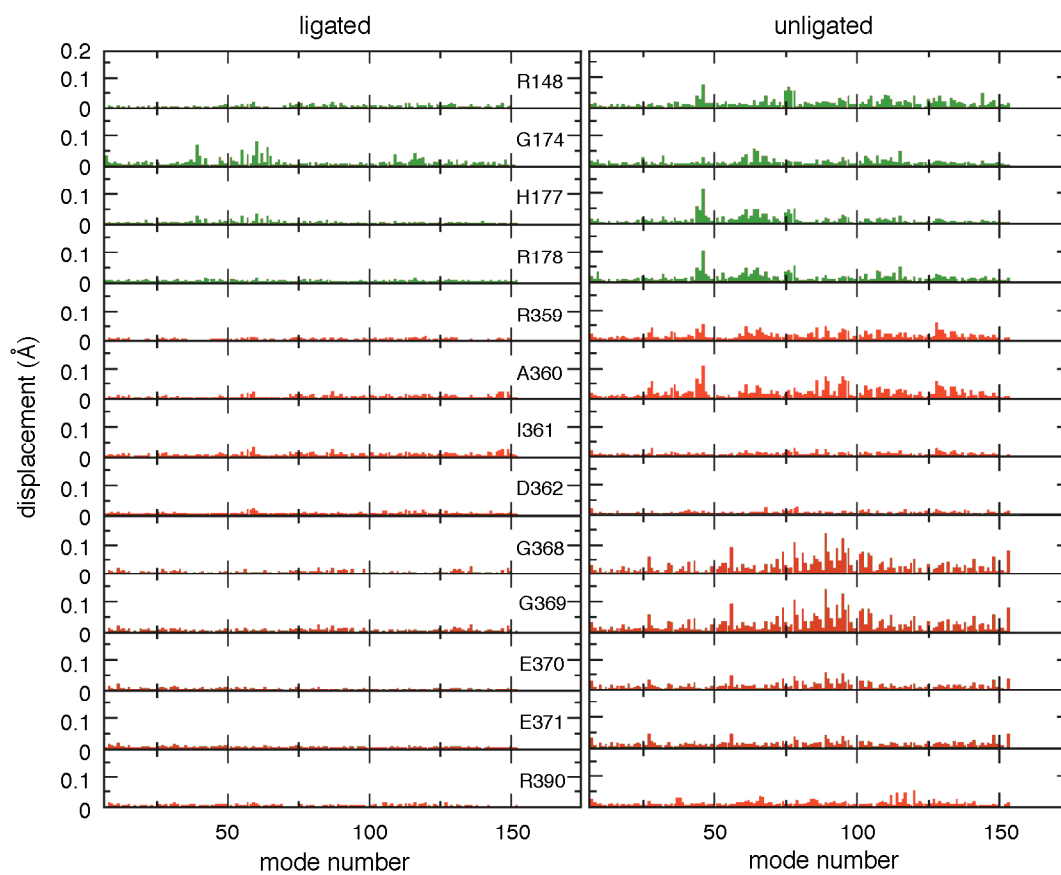 ligated unligated
0.2
0.1 R148
0
0.1 G174
0.1 H177
0
0.1 R178
0
0.1 R359
0
0.1 A360
0
0.1 I361
0
0.1 D362
0
0.1 G368
0
0.1 G369
0
0.1 E370
0
0.1 E371
0
0.1 R390
0
displacement (Å)
50 100 150 50 100 150
mode number mode number